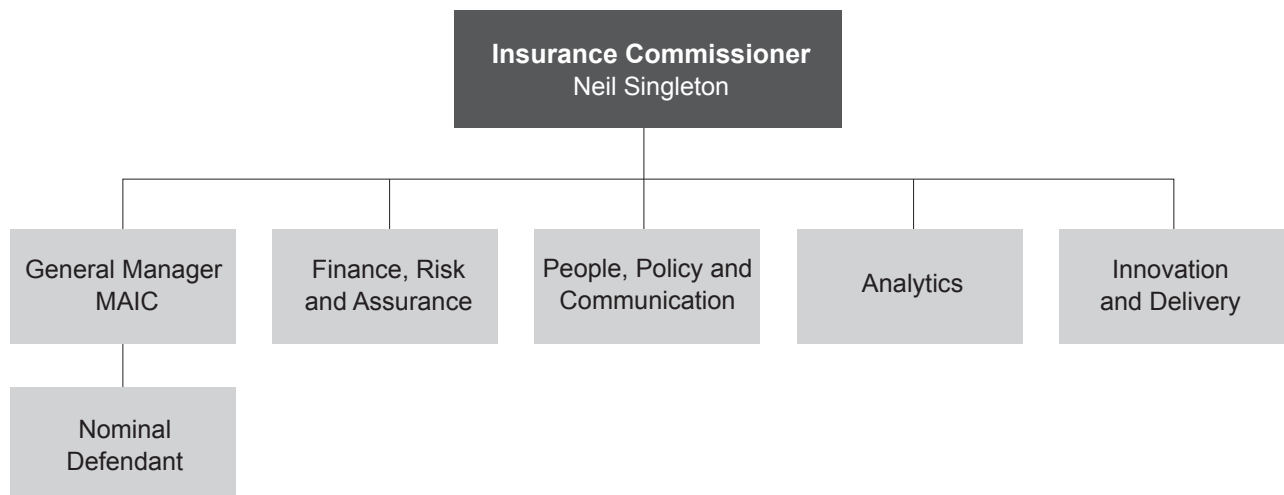 Insurance Commissioner
Neil Singleton
General Manager
MAIC
Finance, Risk
and Assurance
People, Policy and
Communication
Analytics
Innovation
and Delivery
Nominal
Defendant